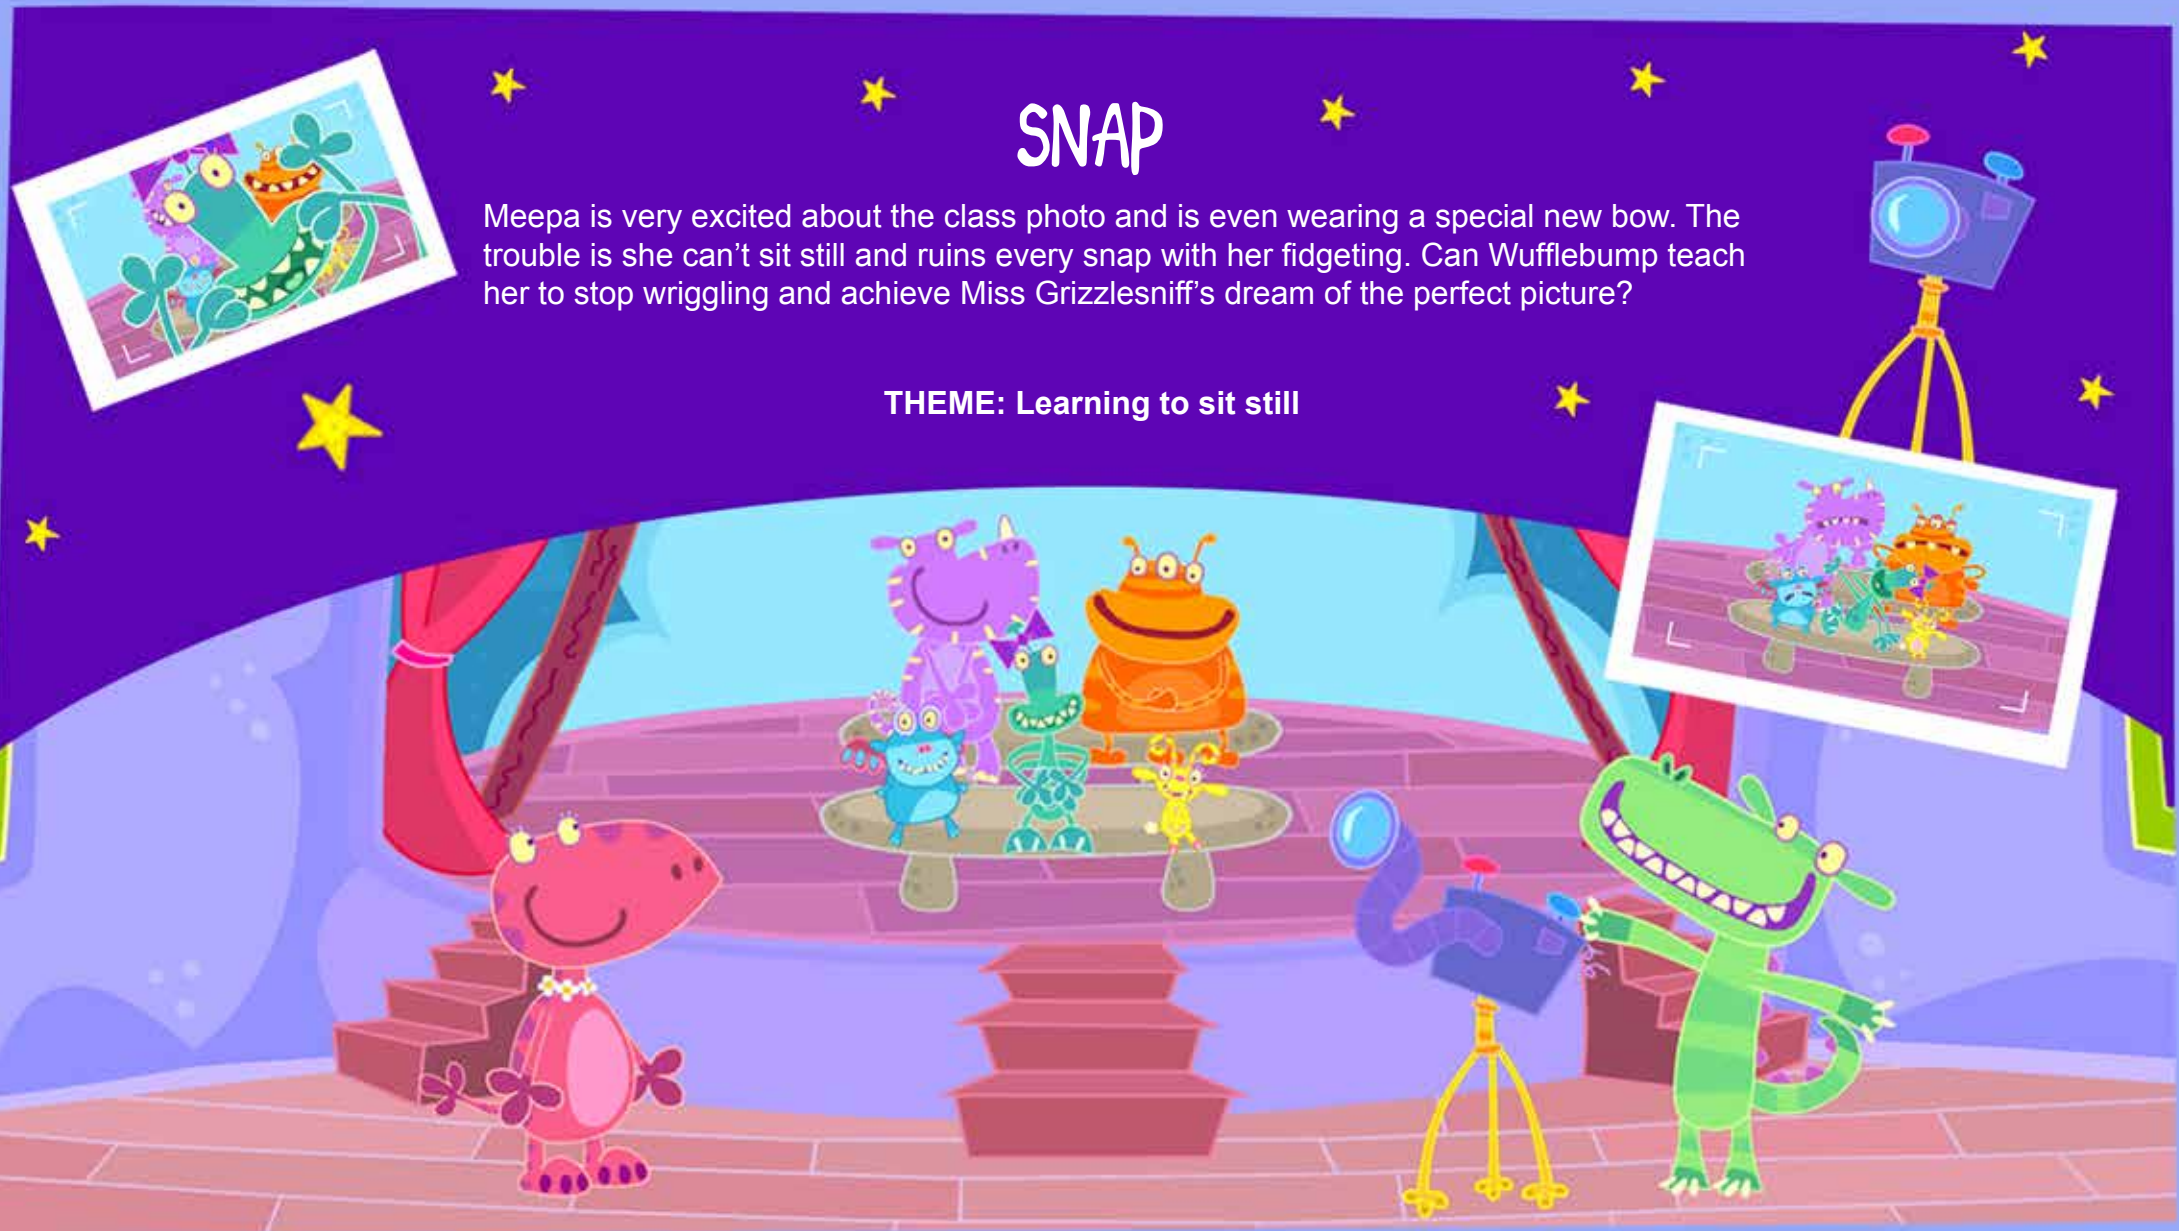 SNAP
Meepa is very excited about the class photo and is even wearing a special new bow. The
trouble is she can’t sit still and ruins every snap with her fidgeting. Can Wufflebump teach
her to stop wriggling and achieve Miss Grizzlesniff’s dream of the perfect picture?
THEME: Learning to sit still